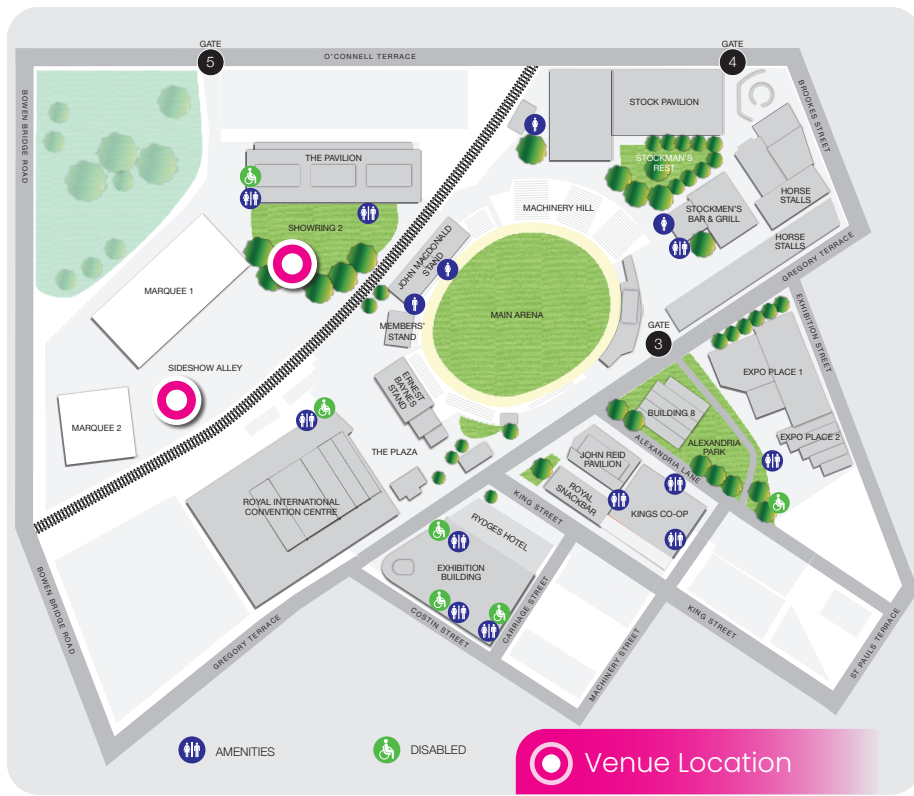 GATE
5
GATE
4
O'CONNELL TERRACE
BOWEN BRIDGE ROAD
BROOKES STREET
STOCK PAVILION
THE PAVILION
STOCKMAN'S
REST
HORSE
STALLS
MACHINERY HILL
STOCKMEN'S
BAR & GRILL
SHOWRING 2
HORSE
STALLS
JOHN MACDONALD
STAND
GREGORY TERRACE
MARQUEE 1
MAIN ARENA
EXHIBITION STREET
MEMBERS'
STAND
GATE
3
SIDESHOW ALLEY
EXPO PLACE 1
ERNEST
BAYNES
STAND
MARQUEE 2
BUILDING 8
EXPO PLACE 2
ALEXANDRIA
PARK
ALEXANDRIA LANE
THE PLAZA
JOHN REID
PAVILION
ROYAL
SNACKBAR
ROYAL INTERNATIONAL
CONVENTION CENTRE
KING STREET
KINGS CO-OP
RYDGES HOTEL
EXHIBITION
BUILDING
BOWEN BRIDGE ROAD
COSTIN STREET
CARRIAGE STREET
KING STREET
GREGORY TERRACE
MACHINERY STREET
ST PAULS TERRACE
AMENITIES
DISABLED
Venue Location